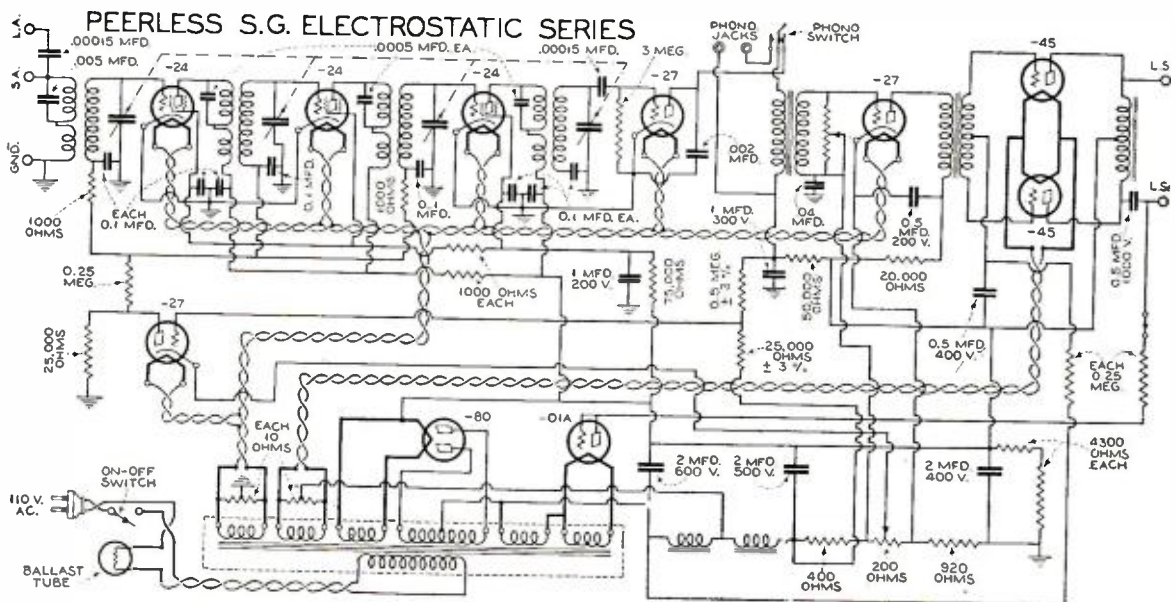 PEERLESS S.G. ELECTROSTATIC SERIES
L.A.
.00015 MFD.
.005 MFD.
S.A.
GND.
-24
.0005 MFD. EA.
-24
-24
.00015 MFD.
3 MEG.
-27
PHONO
JACKS
PHONO
SWITCH
-27
-45
-45
L.S.
LS.
1000
OHMS
EACH
0.1 MFD.
0.1 MFD.
1000
OHMS
0.1
MFD.
0.1 MFD. EA.
.002
MFD.
1 MFD.
300 V.
.04
MFD.
0.5
MFD.
200 V.
0.5 MFD.
1000 V.
0.25
MEG.
1000 OHMS
EACH
1 MFD
200 V.
75,000
OHMS
0.5 MEG.
± 3 %
50,000
OHMS
20,000
OHMS
25,000
OHMS
-27
25,000
OHMS
± 3 %
0.5 MFD.
400 V.
EACH
0.25
MEG.
EACH
10
OHMS
-80
-01A
2 MFD.
600 V.
2 MFD
500 V.
2 MFD.
400 V.
4300
OHMS
EACH
110 V.
AC.
ON-OFF
SWITCH
BALLAST
TUBE
400
OHMS
200
OHMS
920
OHMS